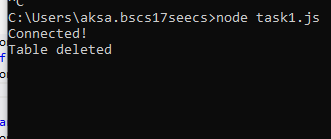 ^C
C:\Users\aksa.bscs17seecs>node task1.js
Connected!
Table deleted